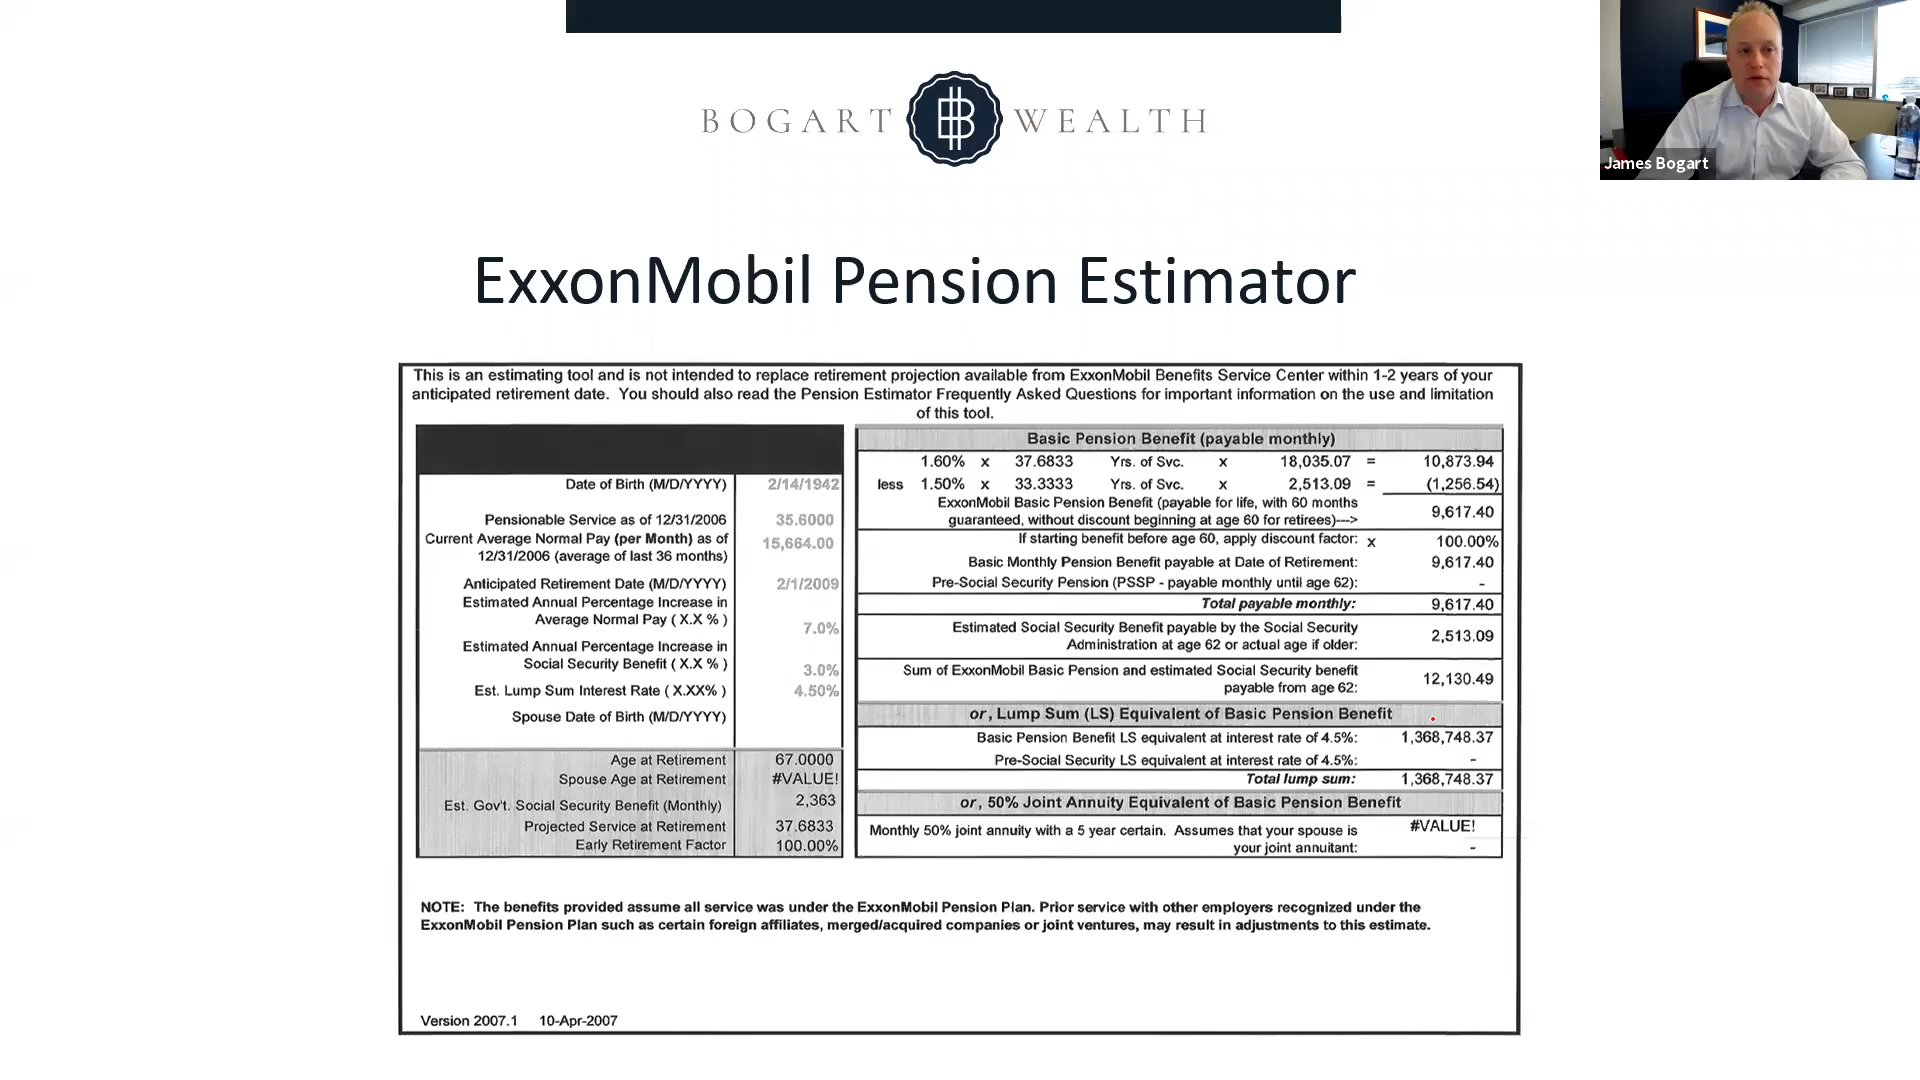 BOGART WEALTH
James Bogart
ExxonMobil Pension Estimator
This is an estimating tool and is not intended to replace retirement projection available from ExxonMobil Benefits Service Center within 1-2 years of your
anticipated retirement date. You should also read the Pension Estimator Frequently Asked Questions for important information on the use and limitation
of this tool.
Date of Birth (M/D/YYYY) 2/14/1942
Pensionable Service as of 12/31/2006 35.6000
Current Average Normal Pay (per Month) as of
12/31/2006 (average of last 36 months) 15,664.00
Anticipated Retirement Date (M/D/YYYY) 2/1/2009
Estimated Annual Percentage Increase in
Average Normal Pay ( X.X % ) 7.0%
Estimated Annual Percentage Increase in
Social Security Benefit ( X.X % ) 3.0%
Est. Lump Sum Interest Rate ( X.XX% ) 4.50%
Spouse Date of Birth (M/D/YYYY)
Age at Retirement 67.0000
Spouse Age at Retirement #VALUE!
Est. Gov't. Social Security Benefit (Monthly) 2,363
Projected Service at Retirement 37.6833
Early Retirement Factor 100.00%
Basic Pension Benefit (payable monthly)
1.60% x 37.6833 Yrs. of Svc. x 18,035.07 = 10,873.94
less 1.50% x 33.3333 Yrs. of Svc. x 2,513.09 = (1,256.54)
ExxonMobil Basic Pension Benefit (payable for life, with 60 months
guaranteed, without discount beginning at age 60 for retirees)---> 9,617.40
If starting benefit before age 60, apply discount factor: x 100.00%
Basic Monthly Pension Benefit payable at Date of Retirement: 9,617.40
Pre-Social Security Pension (PSSP - payable monthly until age 62): -
Total payable monthly: 9,617.40
Estimated Social Security Benefit payable by the Social Security
Administration at age 62 or actual age if older: 2,513.09
Sum of ExxonMobil Basic Pension and estimated Social Security benefit
payable from age 62: 12,130.49
or, Lump Sum (LS) Equivalent of Basic Pension Benefit
Basic Pension Benefit LS equivalent at interest rate of 4.5%: 1,368,748.37
Pre-Social Security LS equivalent at interest rate of 4.5%: -
Total lump sum: 1,368,748.37
or, 50% Joint Annuity Equivalent of Basic Pension Benefit
Monthly 50% joint annuity with a 5 year certain. Assumes that your spouse is #VALUE!
your joint annuitant: -
NOTE: The benefits provided assume all service was under the ExxonMobil Pension Plan. Prior service with other employers recognized under the
ExxonMobil Pension Plan such as certain foreign affiliates, merged/acquired companies or joint ventures, may result in adjustments to this estimate.
Version 2007.1 10-Apr-2007